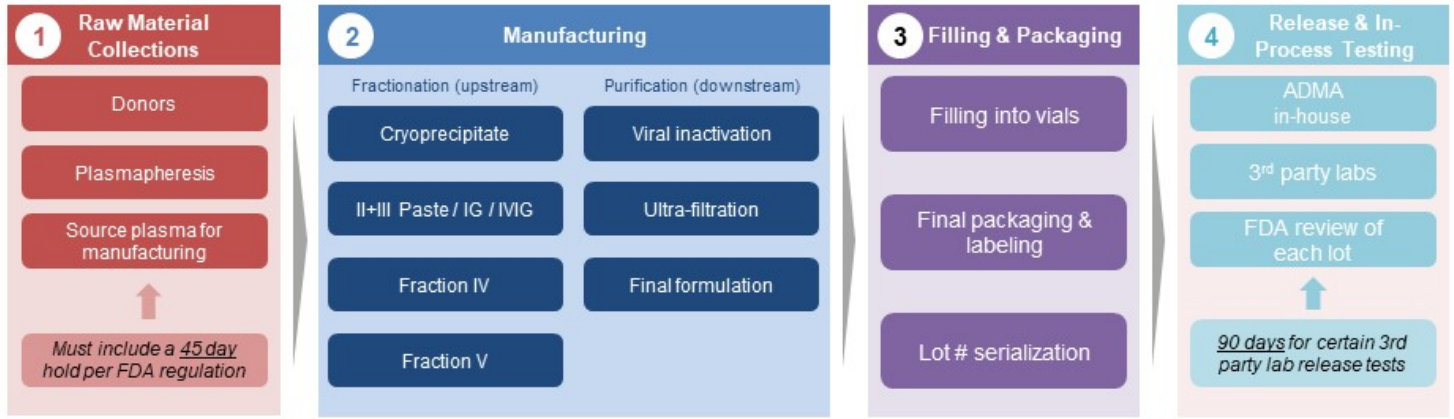 1
Raw Material
Collections
Donors
Plasmapheresis
Source plasma for
manufacturing
Must include a 45 day
hold per FDA regulation
2
Manufacturing
Fractionation (upstream)
Cryoprecipitate
II+III Paste / IG / IVIG
Fraction IV
Fraction V
Purification (downstream)
Viral inactivation
Ultra-filtration
Final formulation
3
Filling & Packaging
Filling into vials
Final packaging &
labeling
Lot # serialization
4
Release & In-
Process Testing
ADMA
in-house
3rd party labs
FDA review of
each lot
90 days for certain 3rd
party lab release tests